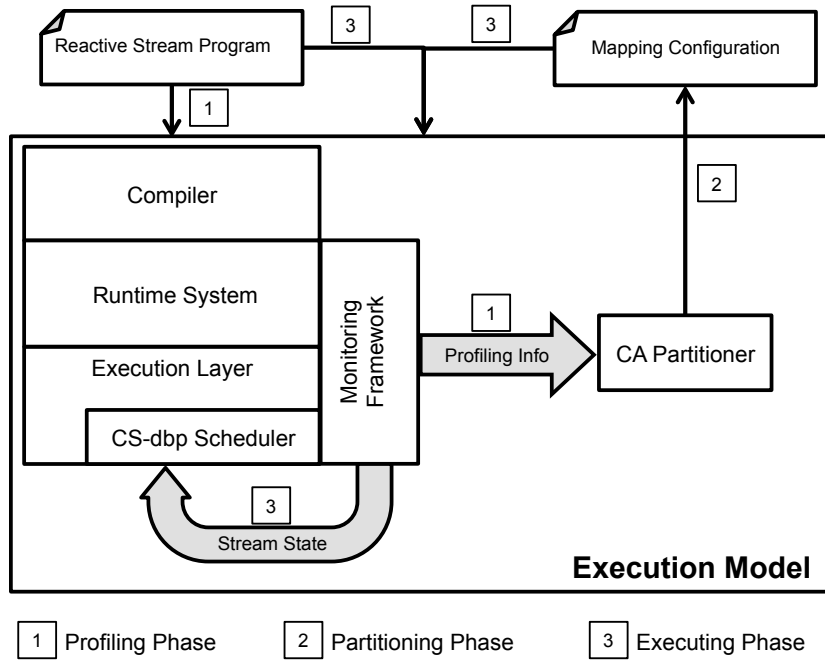 Reactive Stream Program
3
3
Mapping Configuration
1
Compiler
2
Runtime System
Monitoring
Framework
1
Execution Layer
Profiling Info
CA Partitioner
CS-dbp Scheduler
3
Stream State
Execution Model
1 Profiling Phase
2 Partitioning Phase
3 Executing Phase